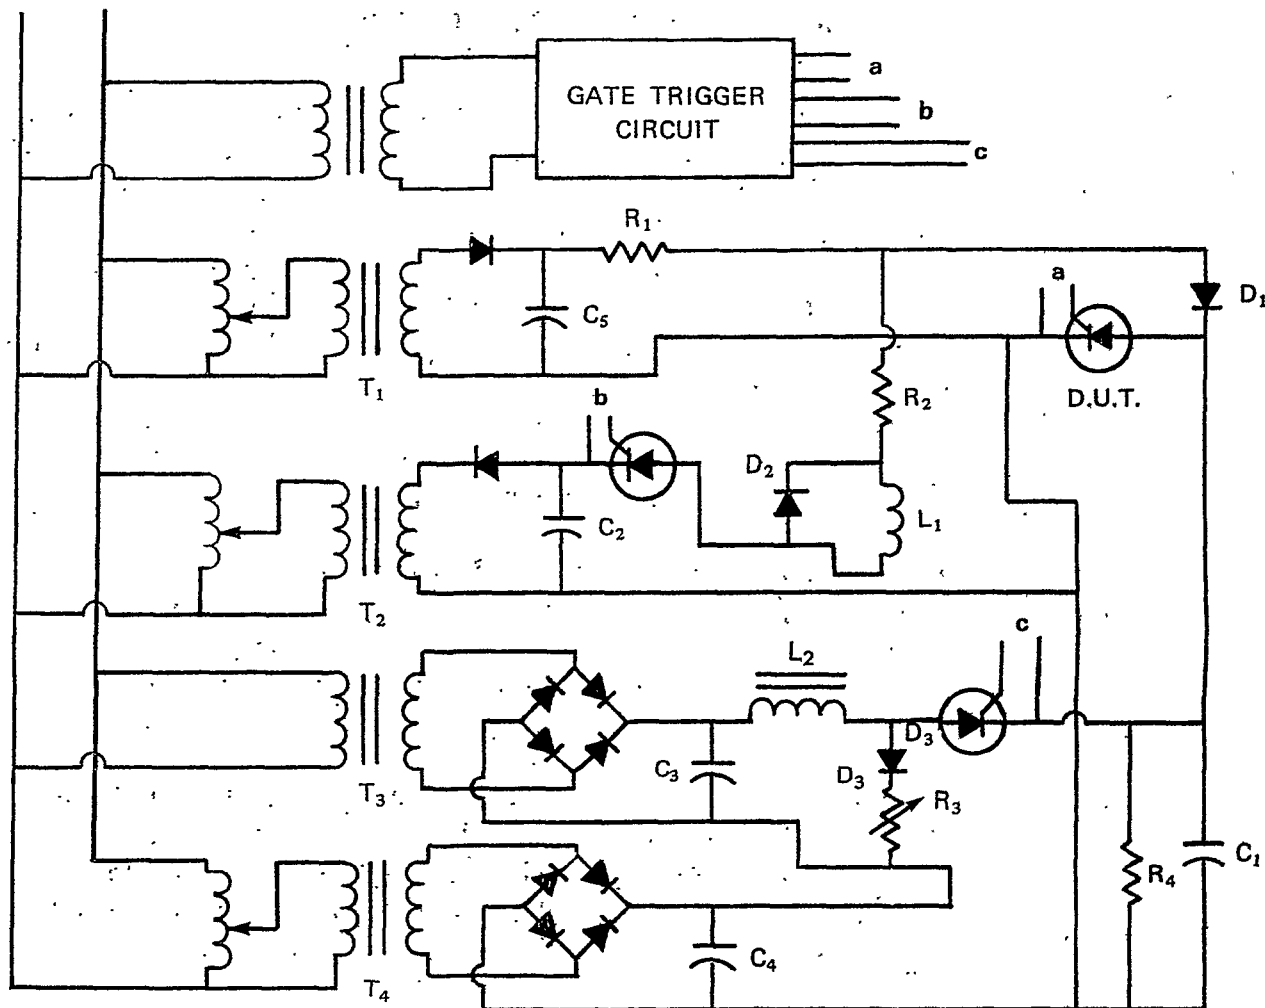 GATE TRIGGER
CIRCUIT
a
b
c
R1
a
D1
C5
T1
D.U.T.
R2
b
D2
C2
L1
T2
c
L2
D3
C3
D3
R3
T3
R4
C1
C4
T4